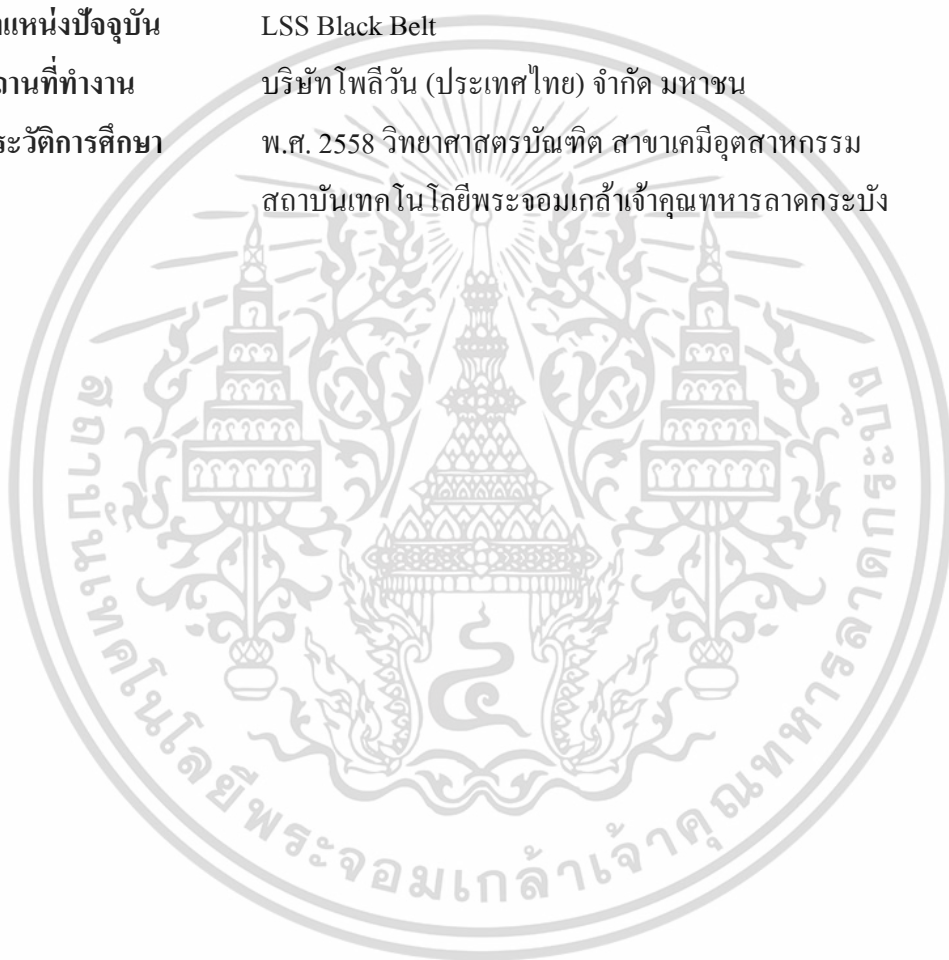 แหน่งปัจจุบัน LSS Black Belt
านที่ทำงาน บริษัทโพลีวัน (ประเทศไทย) จำกัด มหาชน
ะวัติการศึกษา พ.ศ. 2558 วิทยาศาสตรบัณฑิต สาขาเคมีอุตสาหกรรม
สถาบันเทคโนโลยีพระจอมเกล้าเจ้าคุณทหารลาดกระบัง
สถาบันเทคโนโลยีพระจอมเกล้าเจ้าคุณทหารลาดกระบัง